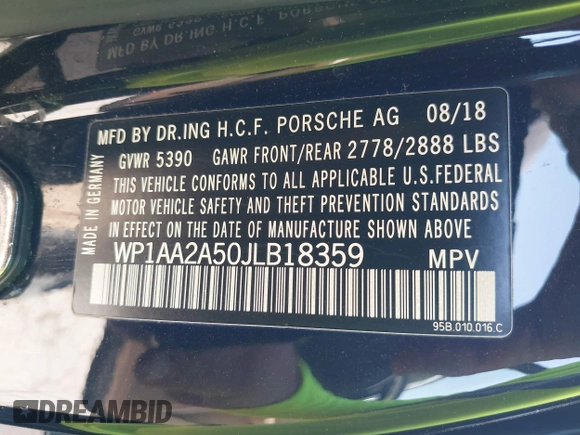 MFD BY DR.ING H.C.F. PORSCHE AG 08/18
GVWR 5390 GAWR FRONT/REAR 2778/2888 LBS
THIS VEHICLE CONFORMS TO ALL APPLICABLE U.S.FEDERAL
MOTOR VEHICLE SAFETY AND THEFT PREVENTION STANDARDS
IN EFFECT ON THE DATE OF MANUFACTURE SHOWN ABOVE.
WP1AA2A50JLB18359 MPV
95B.010.016.C
MADE IN GERMANY
DREAMBID